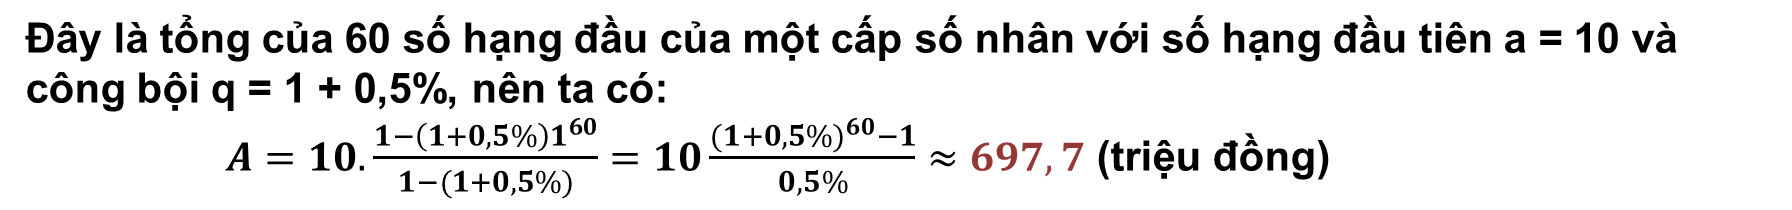 Đây là tổng của 60 số hạng đầu của một cấp số nhân với số hạng đầu tiên a = 10 và
công bội q = 1 + 0,5%, nên ta có:
A = 10. \frac{1-(1+0,5%)1^{60}}{1-(1+0,5%)} = 10 \frac{(1+0,5%)^{60}-1}{0,5%} ≈ 697,7 (triệu đồng)